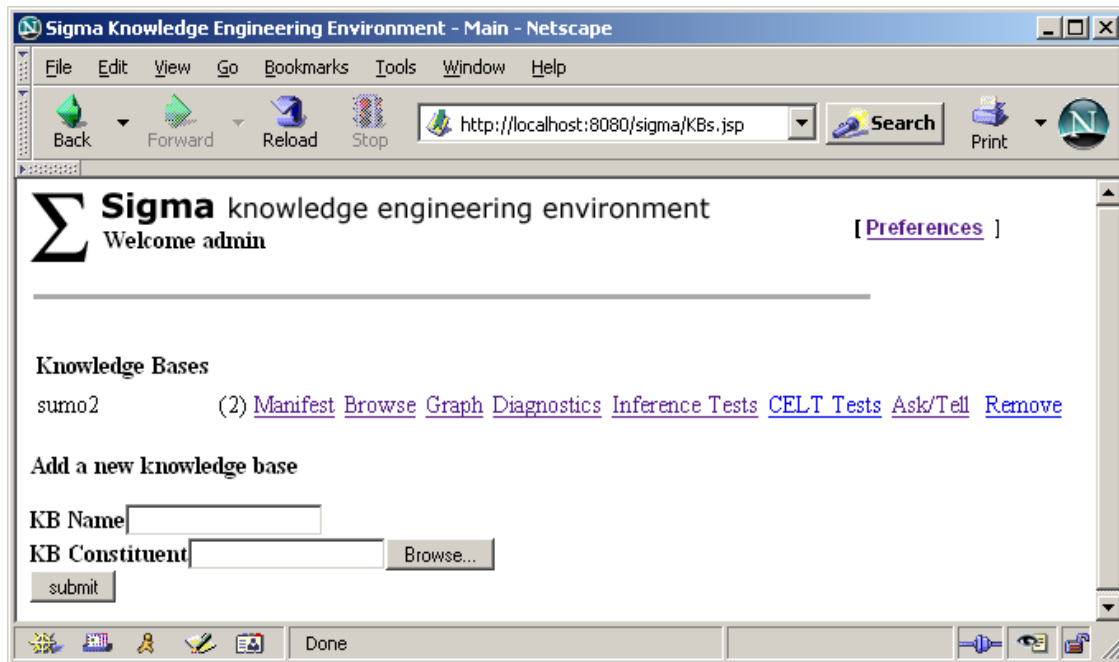 Sigma Knowledge Engineering Environment - Main - Netscape
File Edit View Go Bookmarks Tools Window Help
Back Forward Reload Stop http://localhost:8080/sigma/KBs.jsp Search Print N
Σ Sigma knowledge engineering environment
Welcome admin [ Preferences ]
Knowledge Bases
sumo2 (2) Manifest Browse Graph Diagnostics Inference Tests CELT Tests Ask/Tell Remove
Add a new knowledge base
KB Name
KB Constituent Browse...
submit
Done